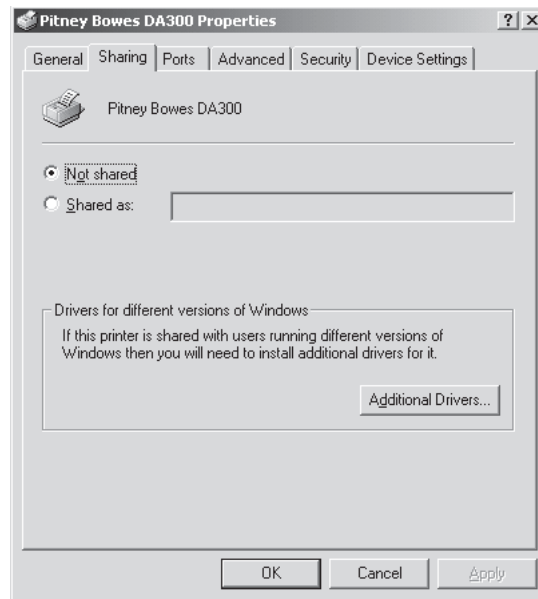 Pitney Bowes DA300 Properties
? X
General Sharing Ports Advanced Security Device Settings
Pitney Bowes DA300
Not shared
Shared as:
Drivers for different versions of Windows
If this printer is shared with users running different versions of
Windows then you will need to install additional drivers for it.
Additional Drivers...
OK Cancel Apply